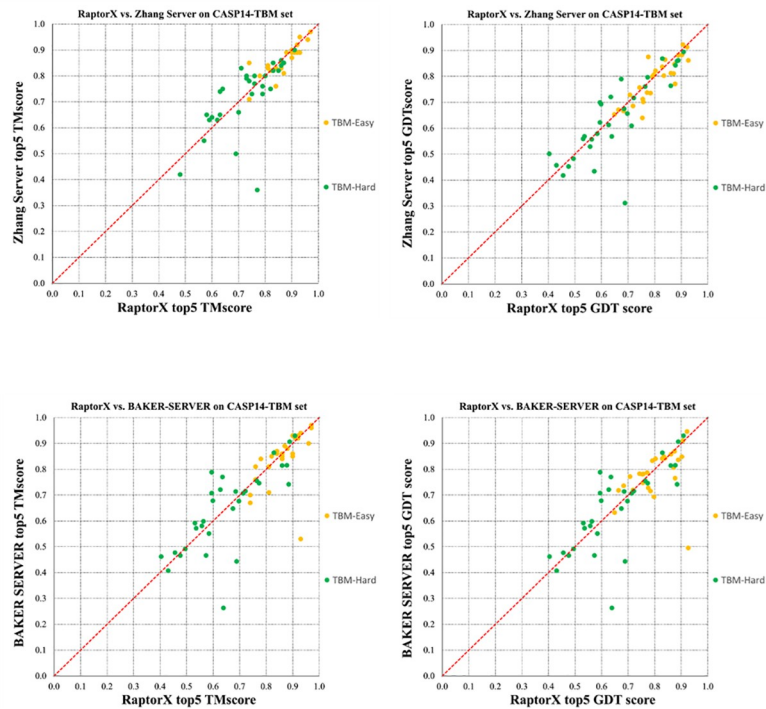 RaptorX vs. Zhang Server on CASP14-TBM set
1.0
0.9
0.8
0.7
0.6
0.5
0.4
0.3
0.2
0.1
0.0
Zhang Server top5 TMscore
0.0 0.1 0.2 0.3 0.4 0.5 0.6 0.7 0.8 0.9 1.0
RaptorX top5 TMscore
TBM-Easy
TBM-Hard
RaptorX vs. Zhang Server on CASP14-TBM set
1.0
0.9
0.8
0.7
0.6
0.5
0.4
0.3
0.2
0.1
0.0
Zhang Server top5 GDTscore
0.0 0.1 0.2 0.3 0.4 0.5 0.6 0.7 0.8 0.9 1.0
RaptorX top5 GDT score
TBM-Easy
TBM-Hard
RaptorX vs. BAKER-SERVER on CASP14-TBM set
1.0
0.9
0.8
0.7
0.6
0.5
0.4
0.3
0.2
0.1
0.0
BAKER SERVER top5 TMscore
0.0 0.1 0.2 0.3 0.4 0.5 0.6 0.7 0.8 0.9 1.0
RaptorX top5 TMscore
TBM-Easy
TBM-Hard
RaptorX vs. BAKER-SERVER on CASP14-TBM set
1.0
0.9
0.8
0.7
0.6
0.5
0.4
0.3
0.2
0.1
0.0
BAKER SERVER top5 GDT score
0.0 0.1 0.2 0.3 0.4 0.5 0.6 0.7 0.8 0.9 1.0
RaptorX top5 GDT score
TBM-Easy
TBM-Hard